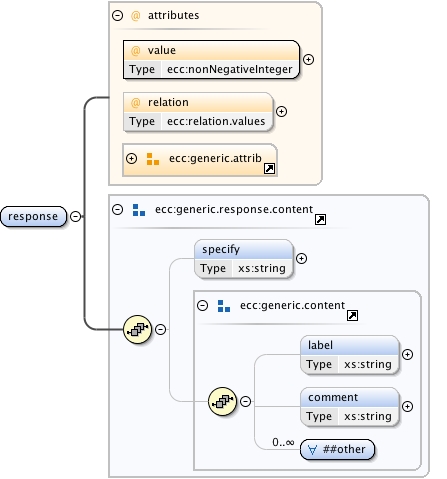 @ attributes
@ value
Type ecc:nonNegativeInteger
@ relation
Type ecc:relation.values
ecc:generic.attrib
response
ecc:generic.response.content
specify
Type xs:string
ecc:generic.content
label
Type xs:string
comment
Type xs:string
0..∞
∀ ##other